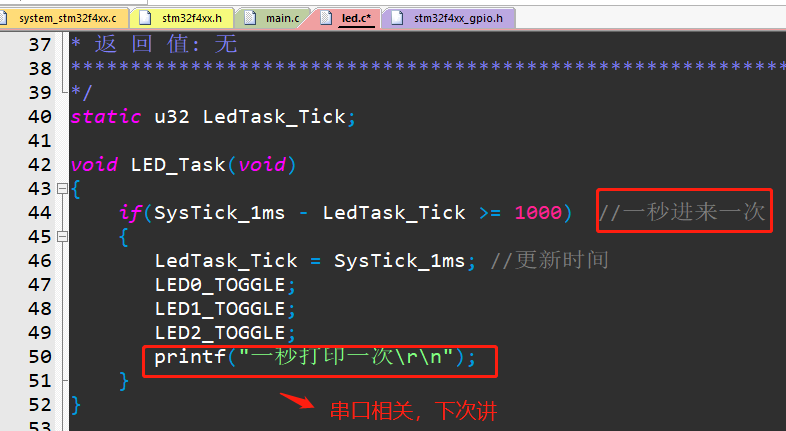 system_stm32f4xx.c stm32f4xx.h main.c led.c* stm32f4xx_gpio.h
37 * 返 回 值: 无
38 ************************************************************
39 */
40 static u32 LedTask_Tick;
41
42 void LED_Task(void)
43 {
44 if(SysTick_1ms - LedTask_Tick >= 1000) //一秒进来一次
45 {
46 LedTask_Tick = SysTick_1ms; //更新时间
47 LED0_TOGGLE;
48 LED1_TOGGLE;
49 LED2_TOGGLE;
50 printf("一秒打印一次\r\n");
51 }
52 }
53
串口相关，下次讲